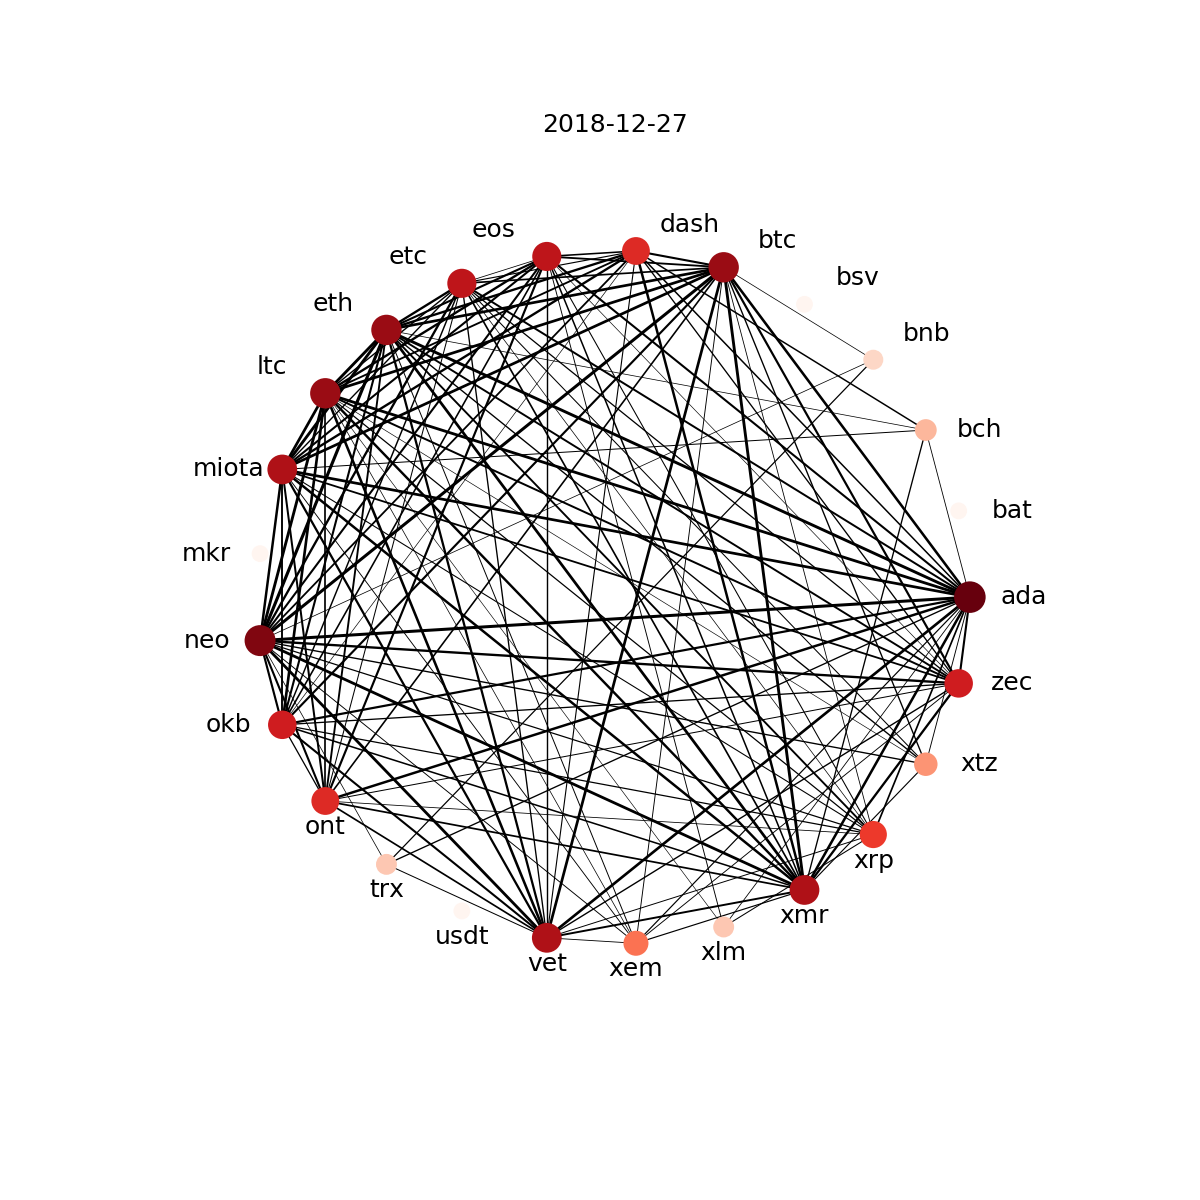 2018-12-27
dash
eos
btc
etc
bsv
eth
bnb
ltc
bch
miota
bat
mkr
ada
neo
zec
okb
xtz
ont
xrp
trx
xmr
usdt
xlm
vet
xem